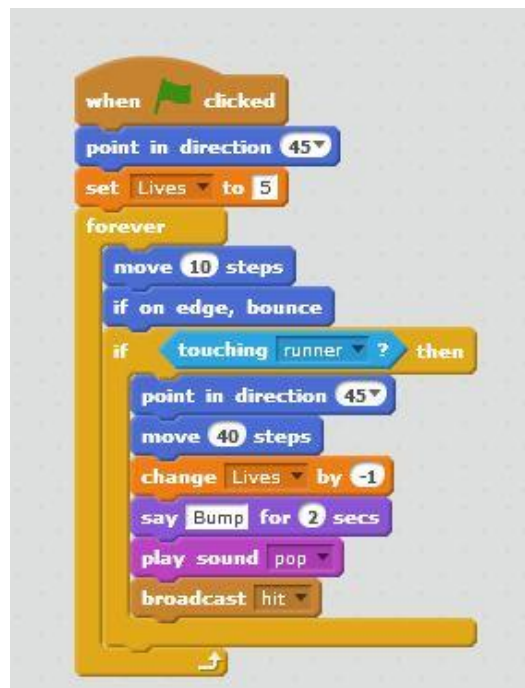 when clicked
point in direction 45
set Lives to 5
forever
move 10 steps
if on edge, bounce
if touching runner ? then
point in direction 45
move 40 steps
change Lives by -1
say Bump for 2 secs
play sound pop
broadcast hit